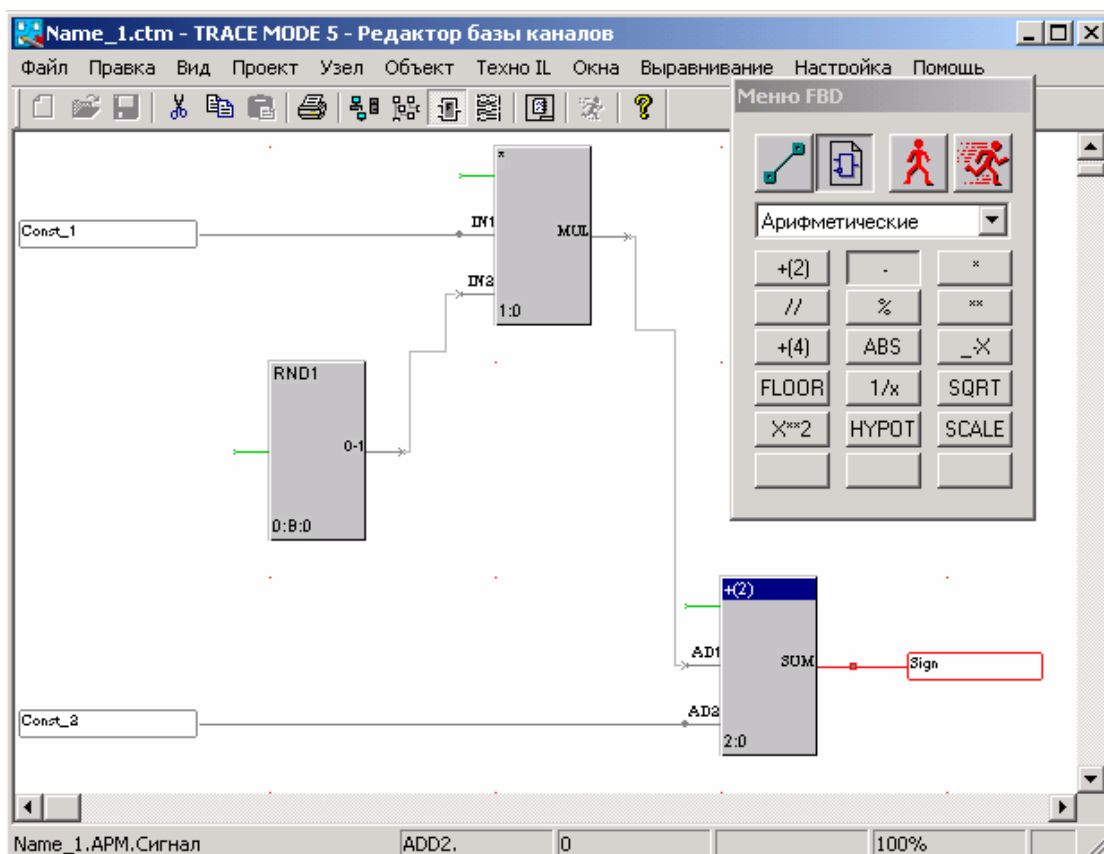 Name_1.ctm - TRACE MODE 5 - Редактор базы каналов
Файл Правка Вид Проект Узел Объект Техно IL Окна Выравнивание Настройка Помощь
Меню FBD
Арифметические
+(2) - *
// % **
+(4) ABS _-X
FLOOR 1/x SQRT
X**2 HYPOT SCALE
*
IN1
MUL
IN2
1:0
Const_1
RND1
0-1
0:B:0
+(2)
AD1
SUM
AD2
2:0
Sign
Const_2
Name_1.АРМ.Сигнал ADD2. 0 100%